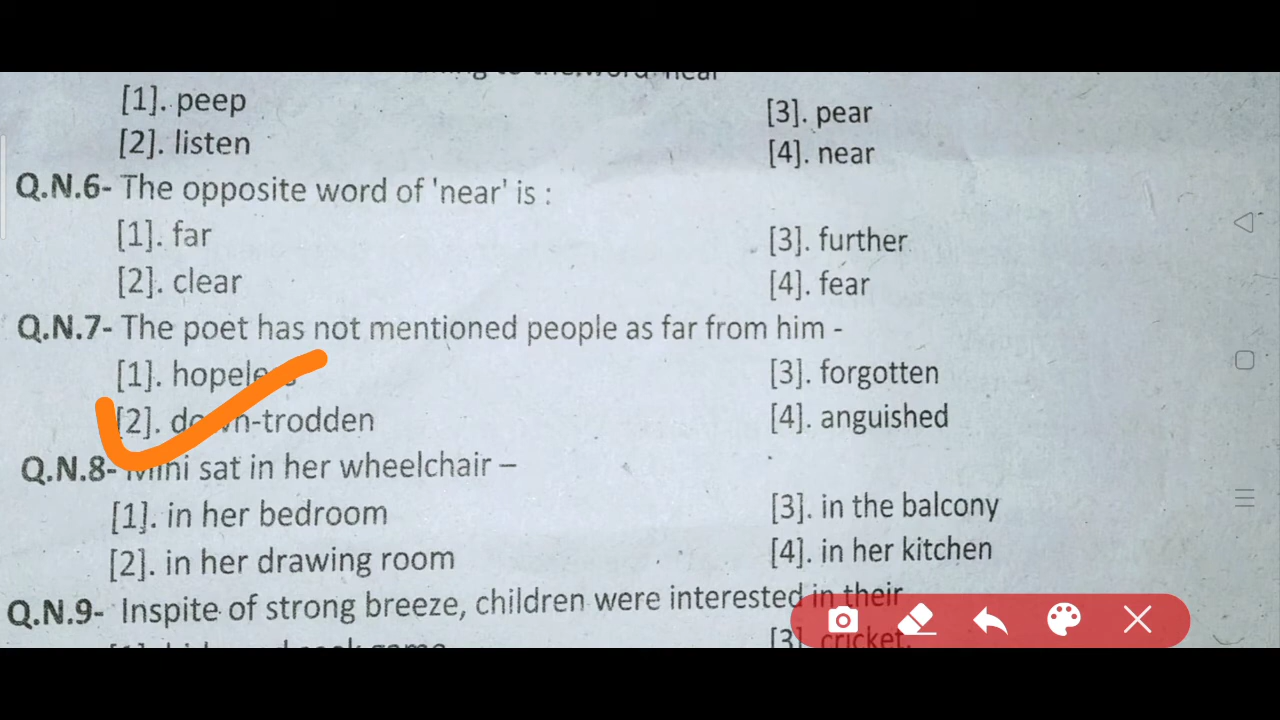 [1]. peep
[3]. pear
[2]. listen
[4]. near
Q.N.6- The opposite word of 'near' is :
[1]. far
[3]. further
[2]. clear
[4]. fear
Q.N.7- The poet has not mentioned people as far from him -
[1]. hopeless
[3]. forgotten
[2]. down-trodden
[4]. anguished
Q.N.8- Mini sat in her wheelchair –
[1]. in her bedroom
[3]. in the balcony
[2]. in her drawing room
[4]. in her kitchen
Q.N.9- Inspite of strong breeze, children were interested in their
[3]. cricket.